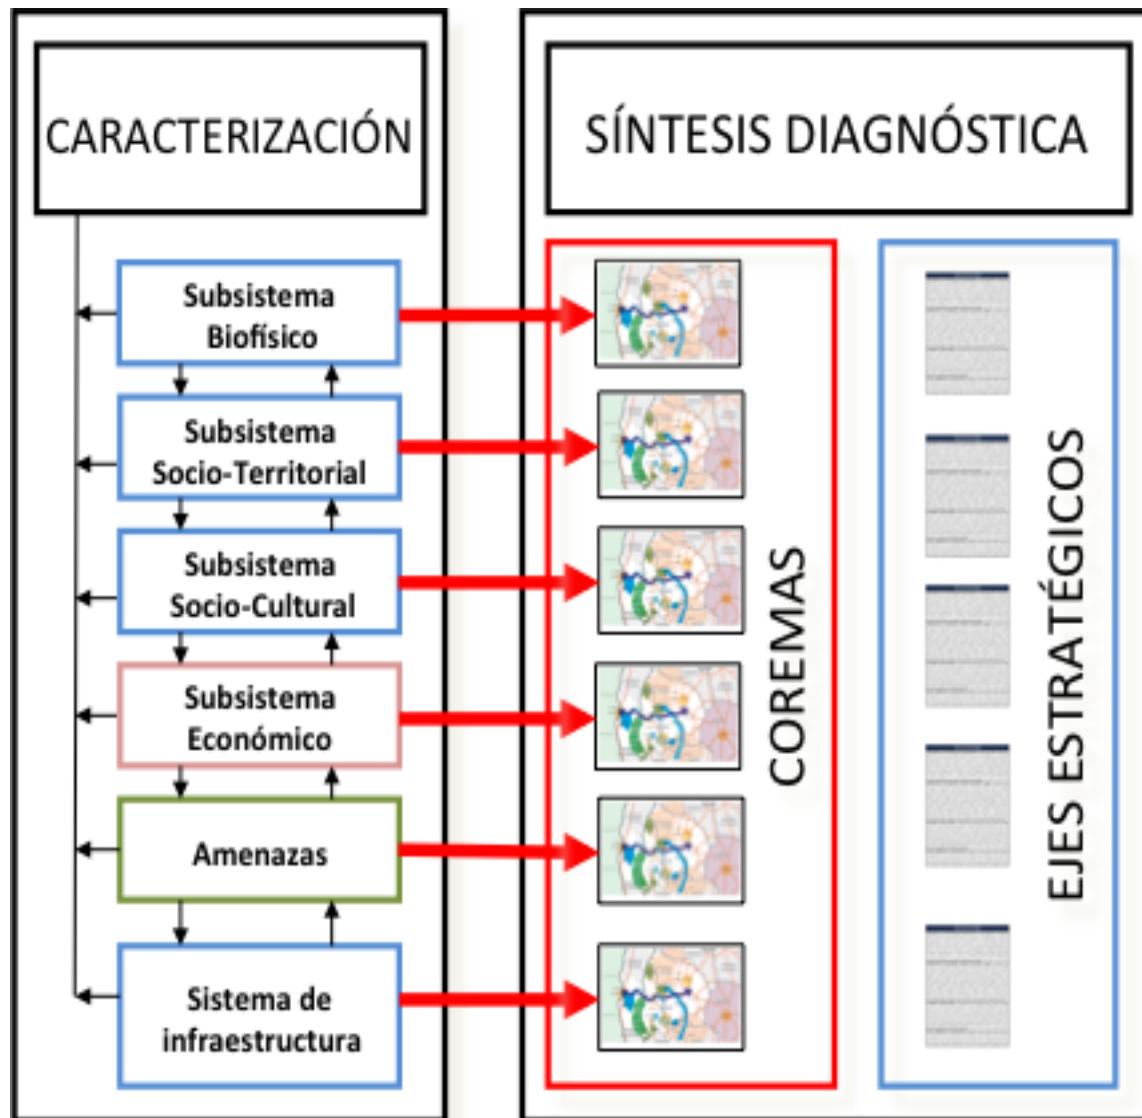 CARACTERIZACIÓN
Subsistema
Biofísico
Subsistema
Socio-Territorial
Subsistema
Socio-Cultural
Subsistema
Económico
Amenazas
Sistema de
infraestructura
SÍNTESIS DIAGNÓSTICA
COREMAS
EJES ESTRATÉGICOS